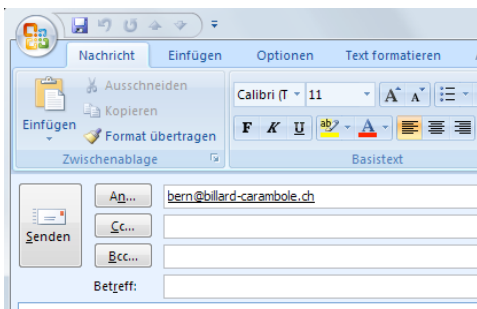 Nachricht Einfügen Optionen Text formatieren
Ausschneiden
Kopieren
Einfügen
Format übertragen
Zwischenablage
Calibri (T 11 A A
F K U ab A
Basistext
Senden
An... bern@billard-carambole.ch
Cc...
Bcc...
Betreff: